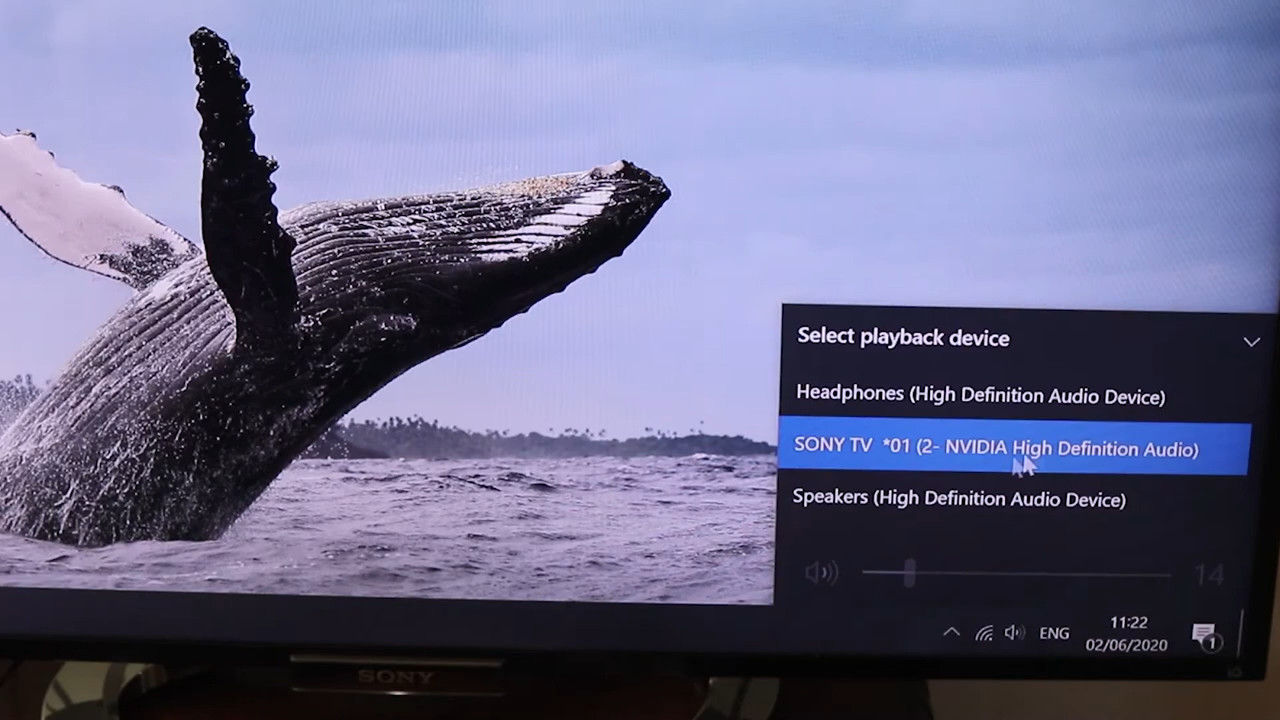 Select playback device
Headphones (High Definition Audio Device)
SONY TV *01 (2- NVIDIA High Definition Audio)
Speakers (High Definition Audio Device)
14
ENG
11:22
02/06/2020
1
SONY